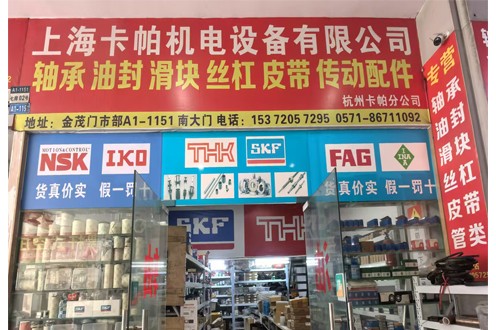 上海卡帕机电设备有限公司
轴承 油封 滑块 丝杠 皮带 传动配件
杭州卡帕分公司
地址：金茂门市部A1-1151 南大门 电话：153 7205 7295 0571-86711092
A1-1151
MOTION & CONTROL
NSK
IKO
THK
SKF
FAG
INA
货真价实 假一罚十
货真价实 假一罚十
SKF
THK
专营
轴承
油封
滑块
丝杠
皮带
管类